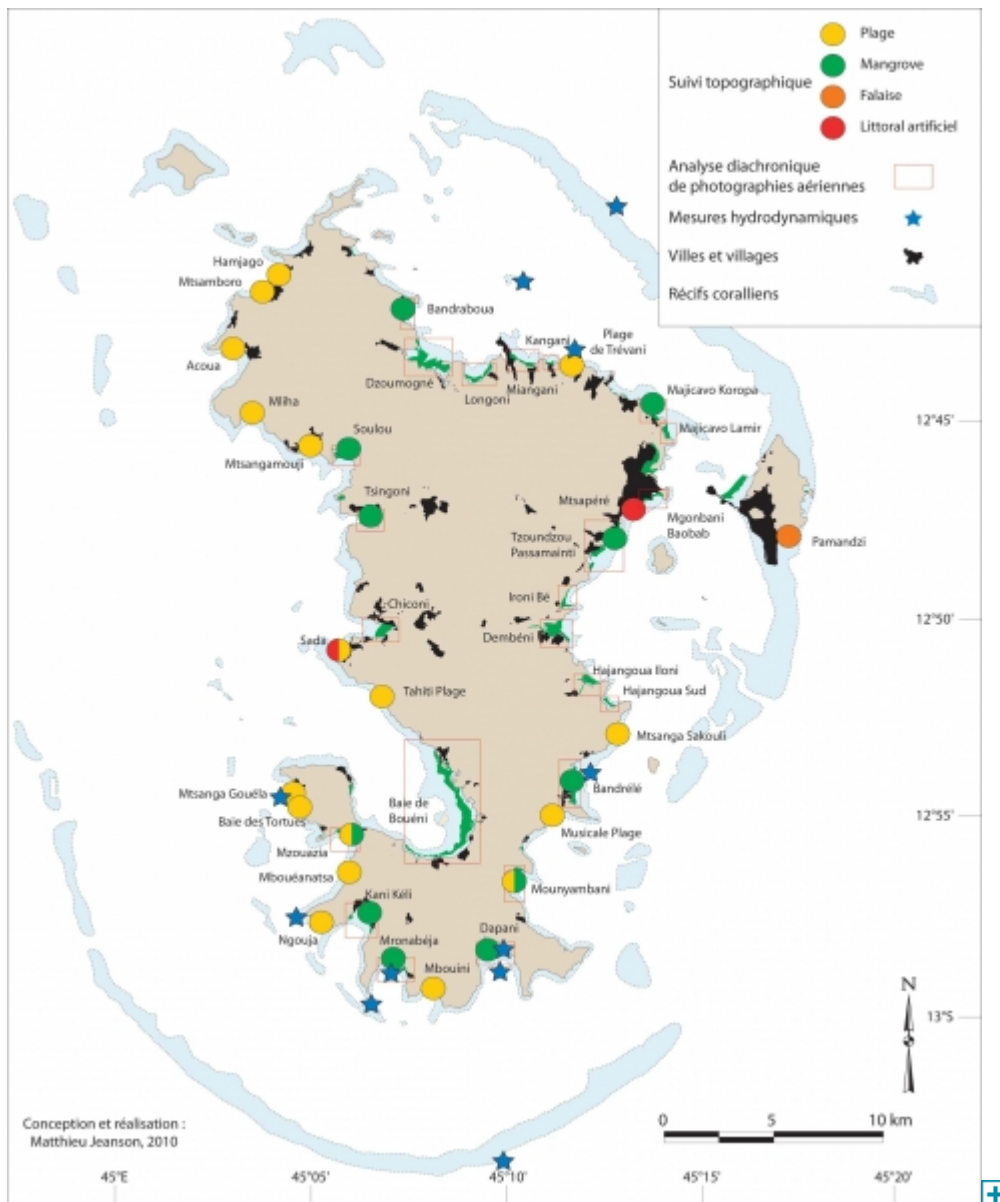 Plage
Mangrove
Suivi topographique
Falaise
Littoral artificiel
Analyse diachronique
de photographies aériennes
Mesures hydrodynamiques
Villes et villages
Récifs coralliens
Hamjago
Mtsamboro
Acoua
Mliha
Mtsangamouji
Soulou
Tsingoni
Bandraboua
Dzoumogné
Longoni
Miangani
Kangani
Plage
de Trévani
Majicavo Koropa
Majicavo Lamir
Mtsapéré
Mgonbani
Baobab
Pamandzi
Tzoundzou
Passamainti
Ironi Bé
Dembéni
Chiconi
Sada
Tahiti Plage
Hajangoua Iloni
Hajangoua Sud
Mtsanga Sakouli
Bandrélé
Musicale Plage
Baie de
Bouéni
Mtsanga Gouéla
Baie des Tortues
Mzouazia
Mbouéanatsa
Kani Kéli
Ngouja
Mronabéja
Mbouini
Dapani
Mounyambani
12°45'
12°50'
12°55'
13°S
N
0 5 10 km
Conception et réalisation :
Matthieu Jeanson, 2010
45°E 45°05' 45°10' 45°15' 45°20'